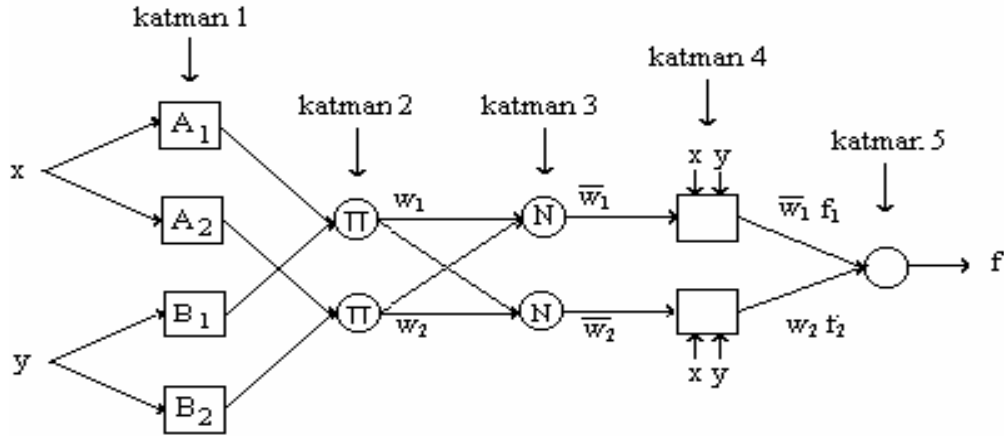 katman 1
katman 2
katman 3
katman 4
katman 5
x
y
A₁
A₂
B₁
B₂
Π
Π
w₁
w₂
N
N
w̅₁
w̅₂
x y
x y
w̅₁ f₁
w₂ f₂
f